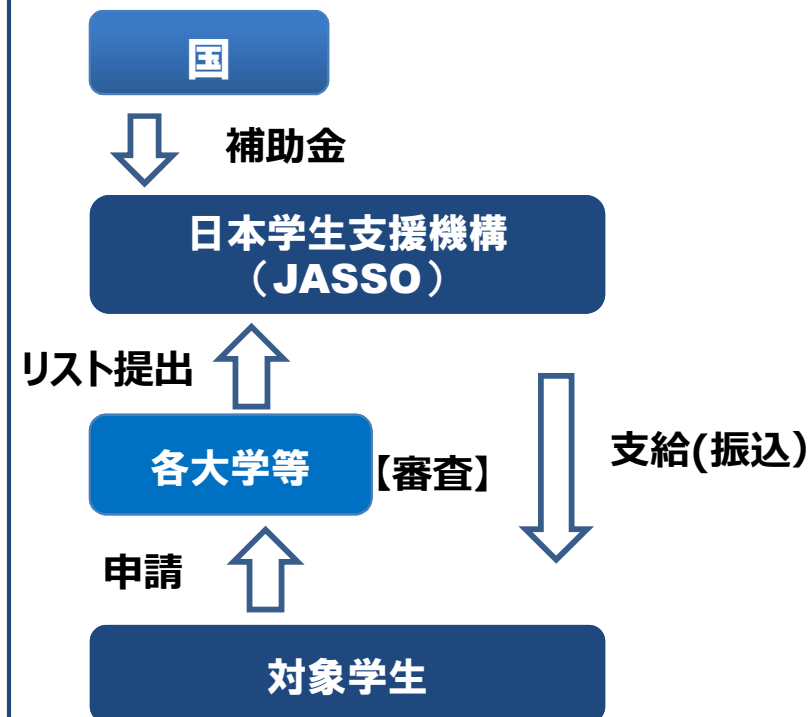 国
補助金
日本学生支援機構
（JASSO）
リスト提出
各大学等
【審査】
支給(振込）
申請
対象学生